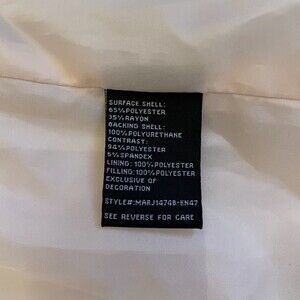 SURFACE SHELL:
65%POLYESTER
35%RAYON
BACKING SHELL:
100%POLYURETHANE
CONTRAST:
94%POLYESTER
6%SPANDEX
LINING: 100%POLYESTER
FILLING: 100%POLYESTER
EXCLUSIVE OF
DECORATION
STYLE#:MARJ1474B-EN47
SEE REVERSE FOR CARE